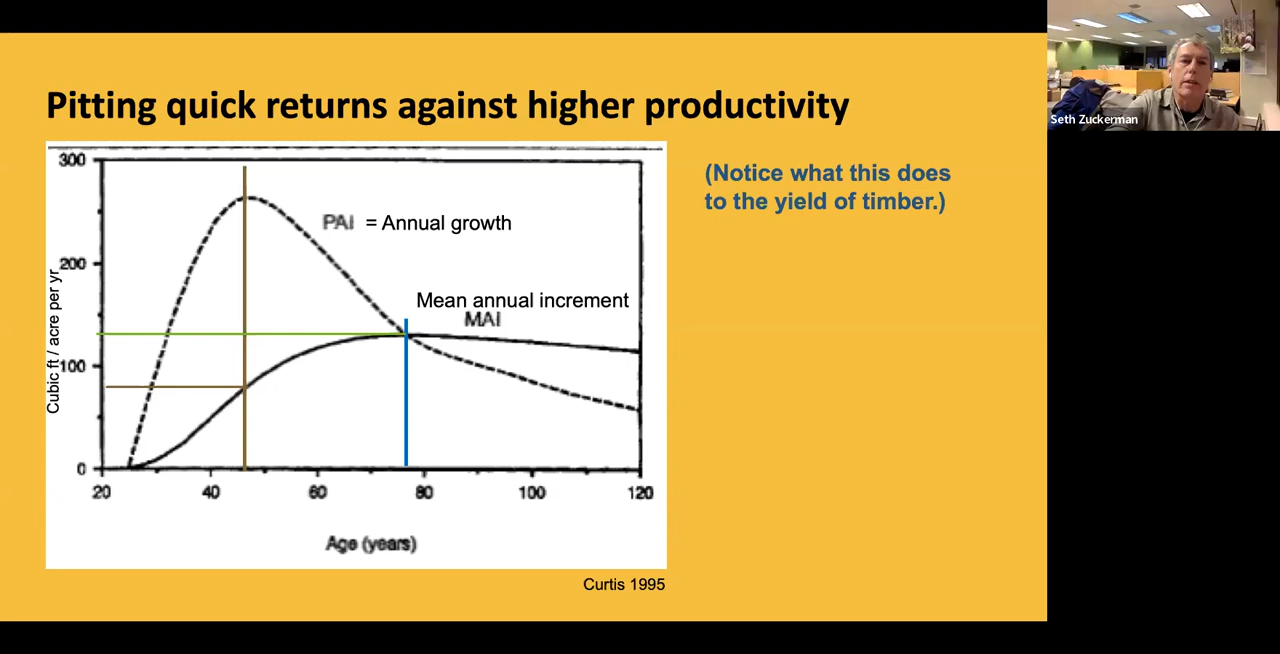 Pitting quick returns against higher productivity
Seth Zuckerman
(Notice what this does
to the yield of timber.)
300
200
100
0
Cubic ft / acre per yr
PAI = Annual growth
Mean annual increment
MAI
20 40 60 80 100 120
Age (years)
Curtis 1995